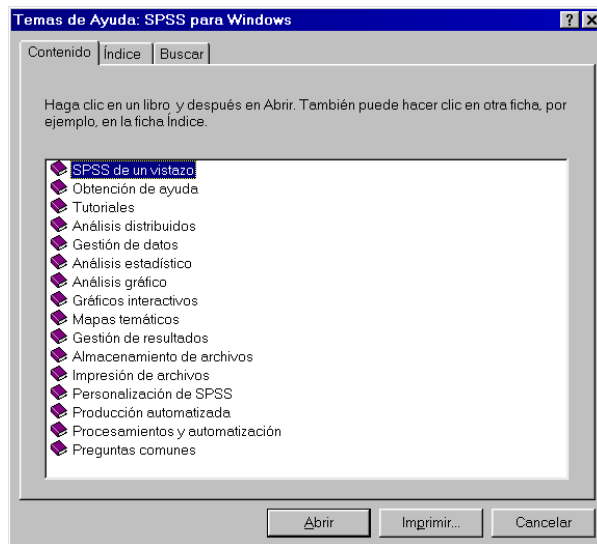 Temas de Ayuda: SPSS para Windows
Contenido Índice Buscar
Haga clic en un libro y después en Abrir. También puede hacer clic en otra ficha, por
ejemplo, en la ficha Índice.
SPSS de un vistazo
Obtención de ayuda
Tutoriales
Análisis distribuidos
Gestión de datos
Análisis estadístico
Análisis gráfico
Gráficos interactivos
Mapas temáticos
Gestión de resultados
Almacenamiento de archivos
Impresión de archivos
Personalización de SPSS
Producción automatizada
Procesamientos y automatización
Preguntas comunes
Abrir Imprimir... Cancelar